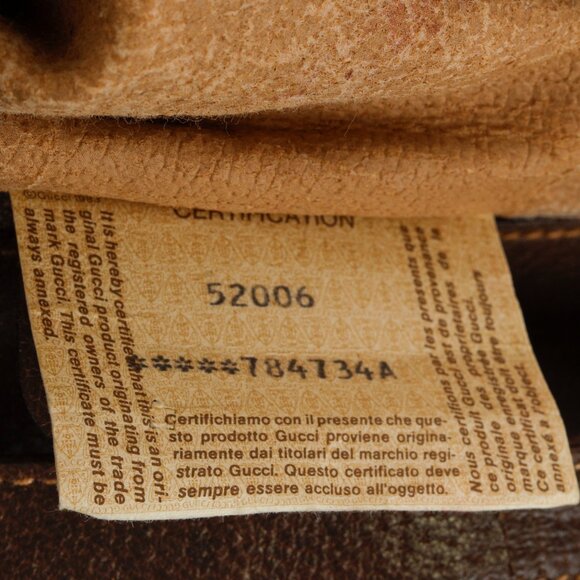 ©Gucci
CERTIFICATION
52006
*****784734A
It is hereby certified that this is an ori-
ginal Gucci product originating from
the registered owners of the trade
mark Gucci. This certificate must be
always annexed.
Certifichiamo con il presente che que-
sto prodotto Gucci proviene origina-
riamente dai titolari del marchio regi-
strato Gucci. Questo certificato deve
sempre essere accluso all'oggetto.
Nous certifions par les presents que
ce produit est de provenance
originale des propriétaires de la
marque Gucci.
Ce certificat doit être toujours
annexé à l'objet.